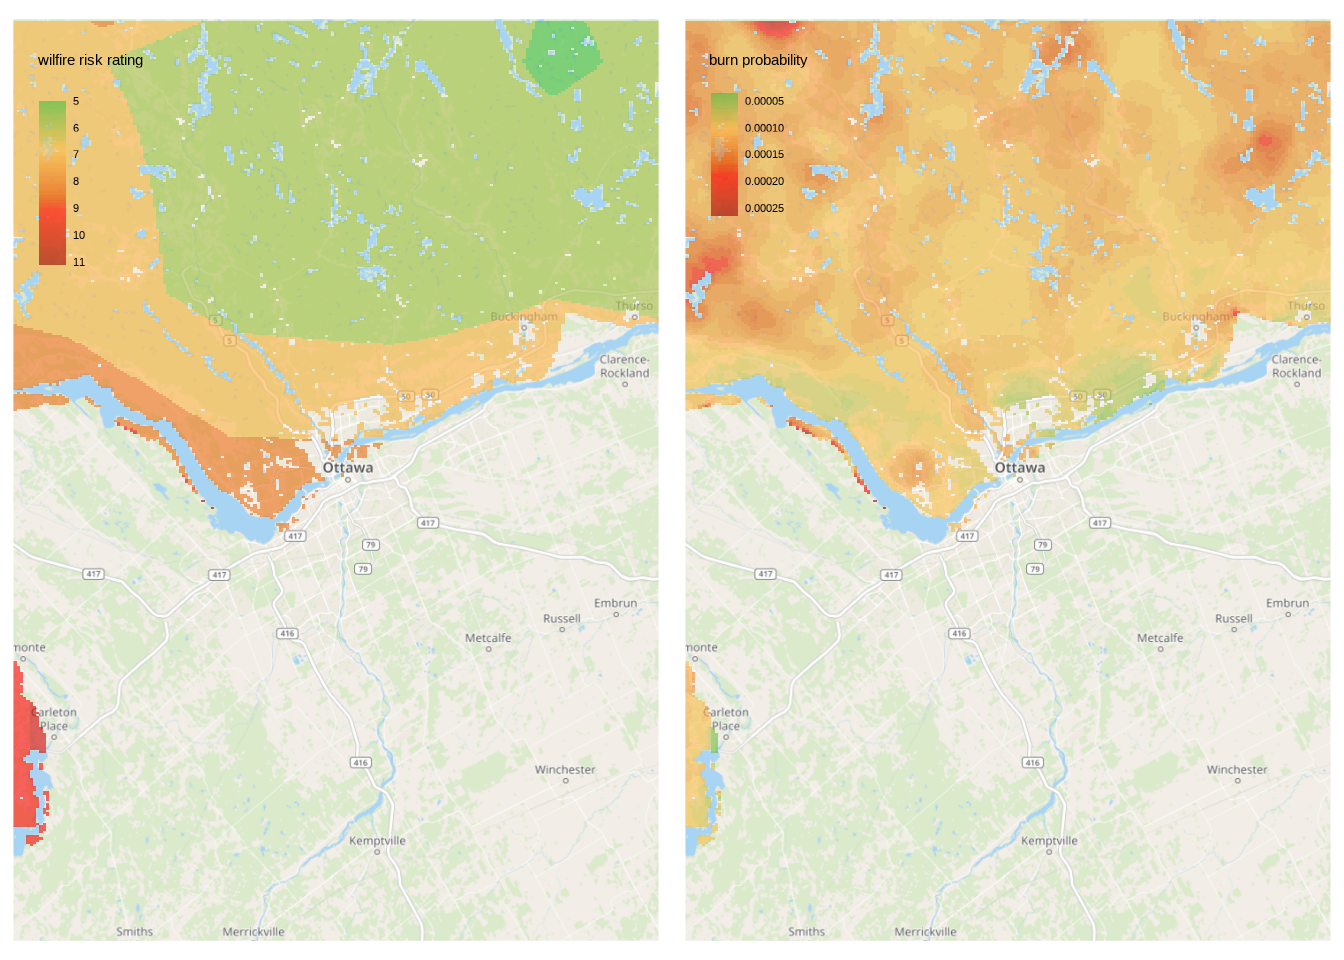 wilfire risk rating
5
6
7
8
9
10
11
5
5
Buckingham
Thurso
Clarence-
Rockland
50
50
Ottawa
417
417
79
79
417
417
416
Embrun
Russell
Metcalfe
monte
Carleton
Place
416
Winchester
Kemptville
Smiths
Merrickville
burn probability
0.00005
0.00010
0.00015
0.00020
0.00025
5
5
Buckingham
Thurso
Clarence-
Rockland
50
50
Ottawa
417
417
79
79
417
417
416
Embrun
Russell
Metcalfe
monte
Carleton
Place
416
Winchester
Kemptville
Smiths
Merrickville